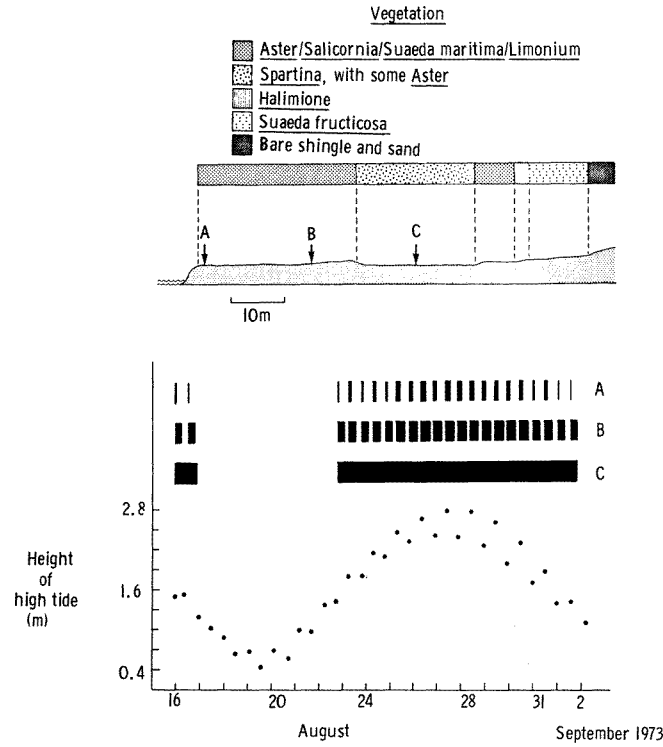 Vegetation
Aster/Salicornia/Suaeda maritima/Limonium
Spartina, with some Aster
Halimione
Suaeda fructicosa
Bare shingle and sand
A B C
10m
A
B
C
2.8
Height of high tide (m)
1.6
0.4
16 20 24 28 31 2
August September 1973